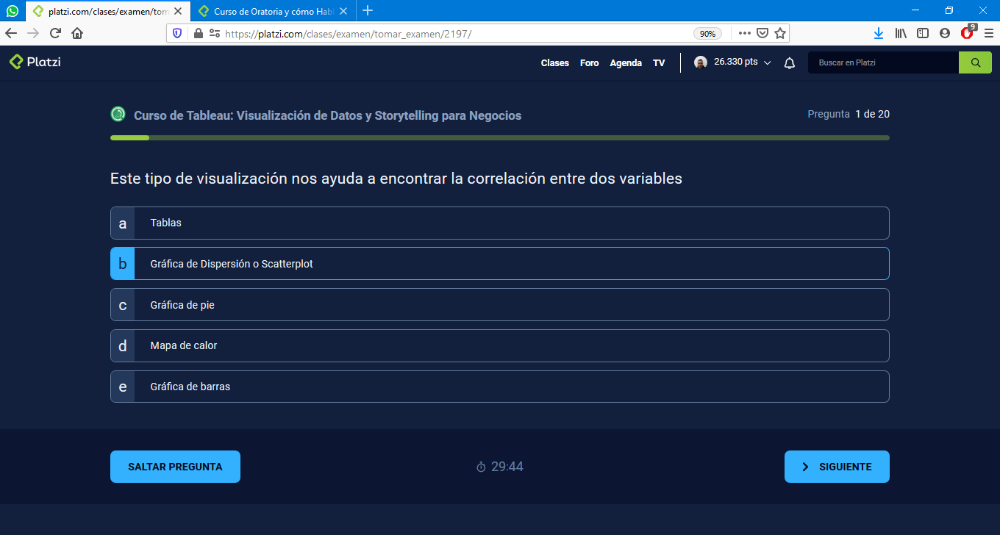 platzi.com/clases/examen/tom
Curso de Oratoria y cómo Habl
https://platzi.com/clases/examen/tomar_examen/2197/
90%
9
Platzi
Clases
Foro
Agenda
TV
26.330 pts
Buscar en Platzi
Curso de Tableau: Visualización de Datos y Storytelling para Negocios
Pregunta 1 de 20
Este tipo de visualización nos ayuda a encontrar la correlación entre dos variables
a Tablas
b Gráfica de Dispersión o Scatterplot
c Gráfica de pie
d Mapa de calor
e Gráfica de barras
SALTAR PREGUNTA
29:44
SIGUIENTE